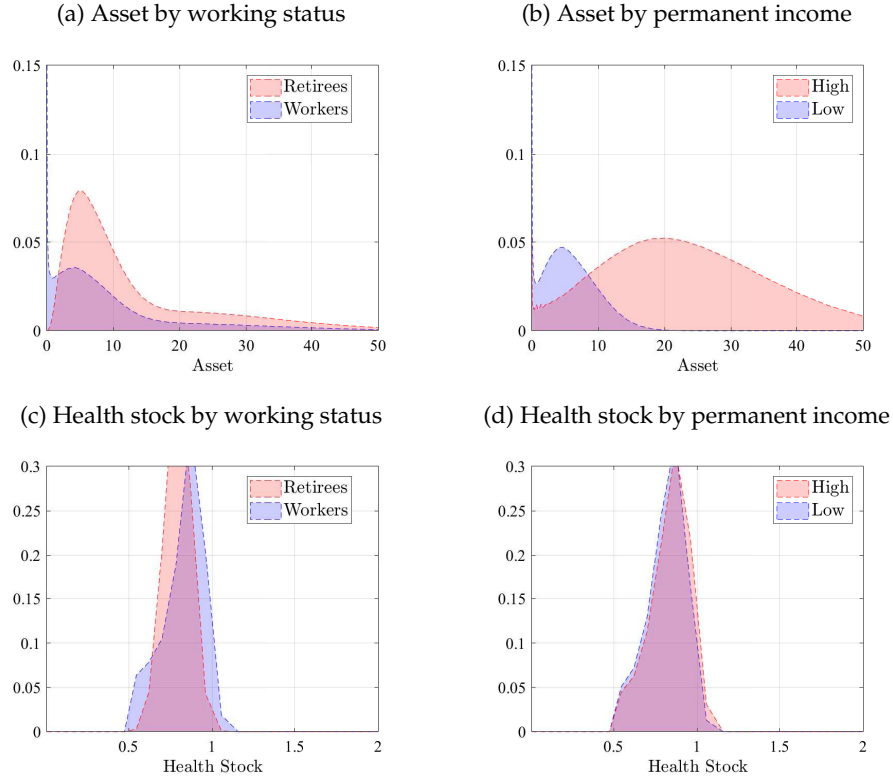 (a) Asset by working status
0.15
0.1
0.05
0
0 10 20 30 40 50
Asset
Retirees
Workers
(b) Asset by permanent income
0.15
0.1
0.05
0
0 10 20 30 40 50
Asset
High
Low
(c) Health stock by working status
0.3
0.25
0.2
0.15
0.1
0.05
0
0.5 1 1.5 2
Health Stock
Retirees
Workers
(d) Health stock by permanent income
0.3
0.25
0.2
0.15
0.1
0.05
0
0.5 1 1.5 2
Health Stock
High
Low